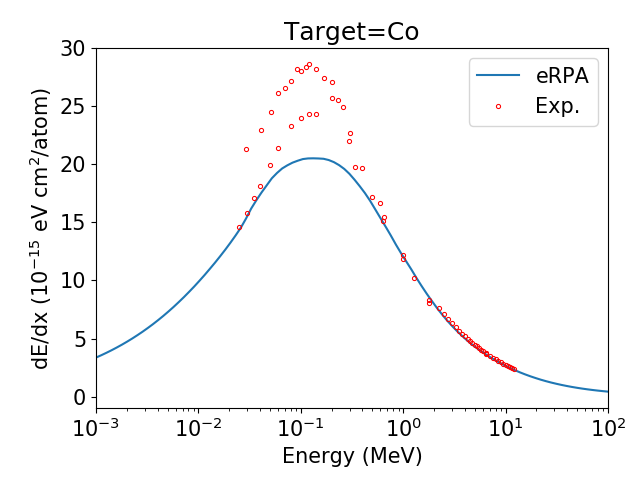 Target=Co
dE/dx (10⁻¹⁵ eV cm²/atom)
30
25
20
15
10
5
0
eRPA
Exp.
10⁻³ 10⁻² 10⁻¹ 10⁰ 10¹ 10²
Energy (MeV)